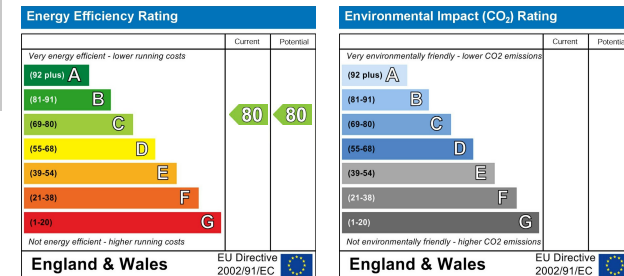 Energy Efficiency Rating
Current Potential
Very energy efficient - lower running costs
(92 plus) A
(81-91) B
(69-80) C
80 80
(55-68) D
(39-54) E
(21-38) F
(1-20) G
Not energy efficient - higher running costs
England & Wales
EU Directive
2002/91/EC
Environmental Impact (CO₂) Rating
Current Potential
Very environmentally friendly - lower CO2 emissions
(92 plus) A
(81-91) B
(69-80) C
(55-68) D
(39-54) E
(21-38) F
(1-20) G
Not environmentally friendly - higher CO2 emissions
England & Wales
EU Directive
2002/91/EC